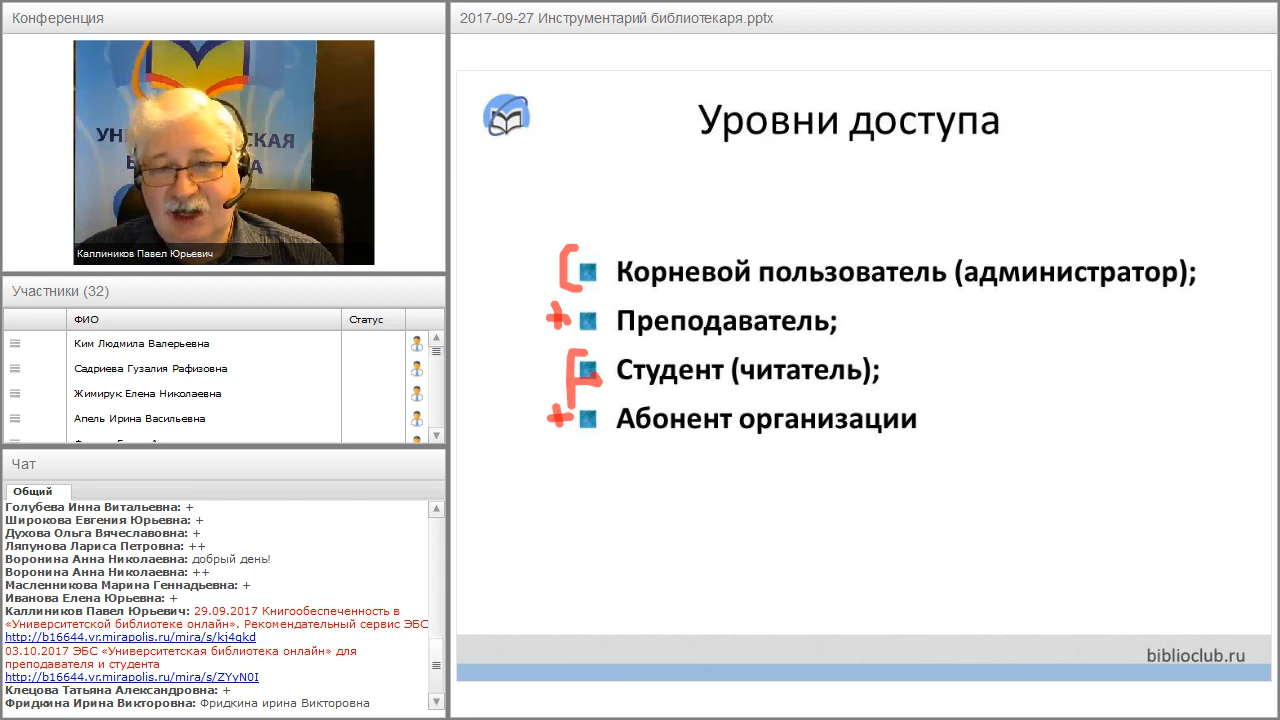 Конференция
УНИ
СКАЯ
Каллиников Павел Юрьевич
Участники (32)
ФИО
Статус
Ким Людмила Валерьевна
Садриева Гузалия Рафизовна
Жимирук Елена Николаевна
Апель Ирина Васильевна
Чат
Общий
Голубева Инна Витальевна: +
Широкова Евгения Юрьевна: +
Духова Ольга Вячеславовна: +
Ляпунова Лариса Петровна: ++
Воронина Анна Николаевна: добрый день!
Воронина Анна Николаевна: ++
Масленникова Марина Геннадьевна: +
Иванова Елена Юрьевна: +
Каллиников Павел Юрьевич: 29.09.2017 Книгообеспеченность в
«Университетской библиотеке онлайн». Рекомендательный сервис ЭБС
http://b16644.vr.mirapolis.ru/mira/s/kj4qkd
03.10.2017 ЭБС «Университетская библиотека онлайн» для
преподавателя и студента
http://b16644.vr.mirapolis.ru/mira/s/ZYyN0I
Клецова Татьяна Александровна: +
Фридкина Ирина Викторовна: Фридкина ирина Викторовна
2017-09-27 Инструментарий библиотекаря.pptx
Уровни доступа
Корневой пользователь (администратор);
Преподаватель;
Студент (читатель);
Абонент организации
biblioclub.ru